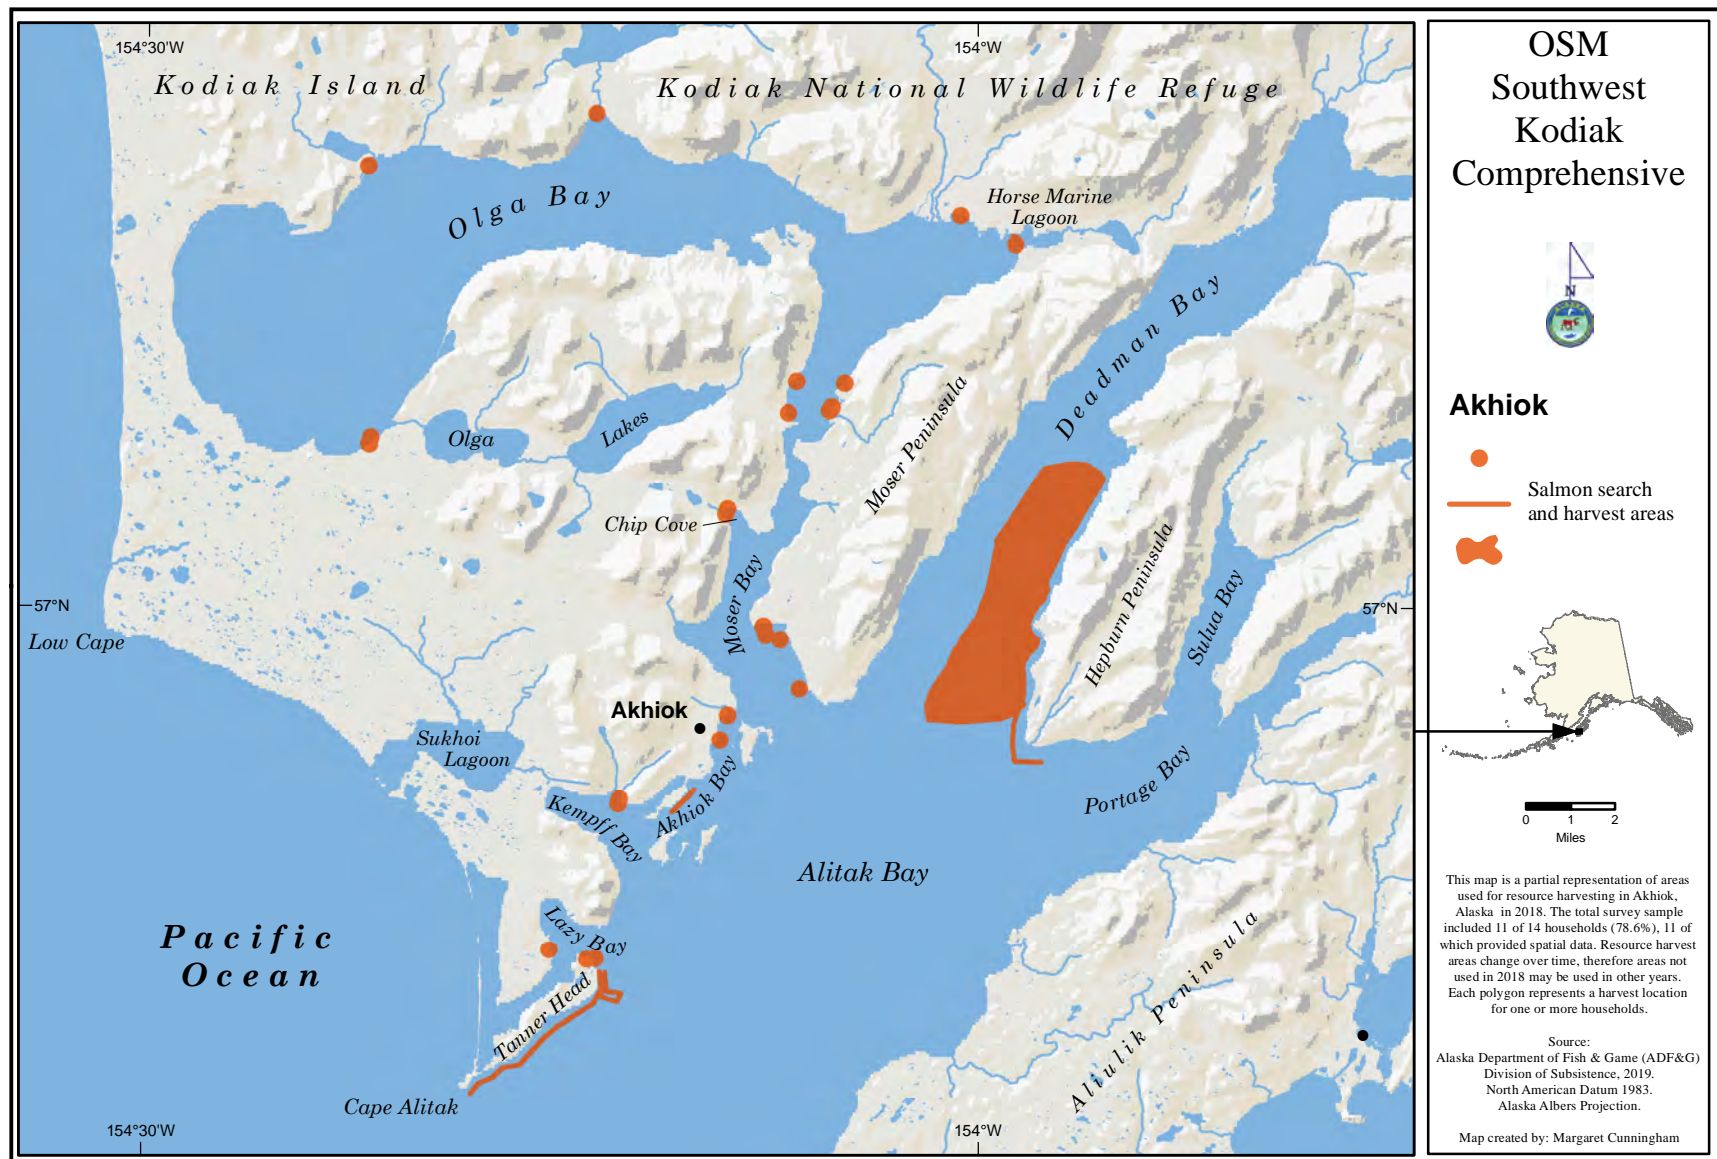 154°30'W
154°W
Kodiak Island
Kodiak National Wildlife Refuge
Olga Bay
Horse Marine
Lagoon
Deadman Bay
Olga
Lakes
Moser Peninsula
Chip Cove
Moser Bay
Hepburn Peninsula
Sulua Bay
57°N
57°N
Low Cape
Akhiok
Sukhoi
Lagoon
Kempff Bay
Akhiok Bay
Portage Bay
Alitak Bay
Lazy Bay
Pacific
Ocean
Tanner Head
Aliulik Peninsula
Cape Alitak
154°30'W
154°W
OSM
Southwest
Kodiak
Comprehensive
N
Akhiok
Salmon search
and harvest areas
0 1 2
Miles
This map is a partial representation of areas
used for resource harvesting in Akhiok,
Alaska in 2018. The total survey sample
included 11 of 14 households (78.6%), 11 of
which provided spatial data. Resource harvest
areas change over time, therefore areas not
used in 2018 may be used in other years.
Each polygon represents a harvest location
for one or more households.
Source:
Alaska Department of Fish & Game (ADF&G)
Division of Subsistence, 2019.
North American Datum 1983.
Alaska Albers Projection.
Map created by: Margaret Cunningham